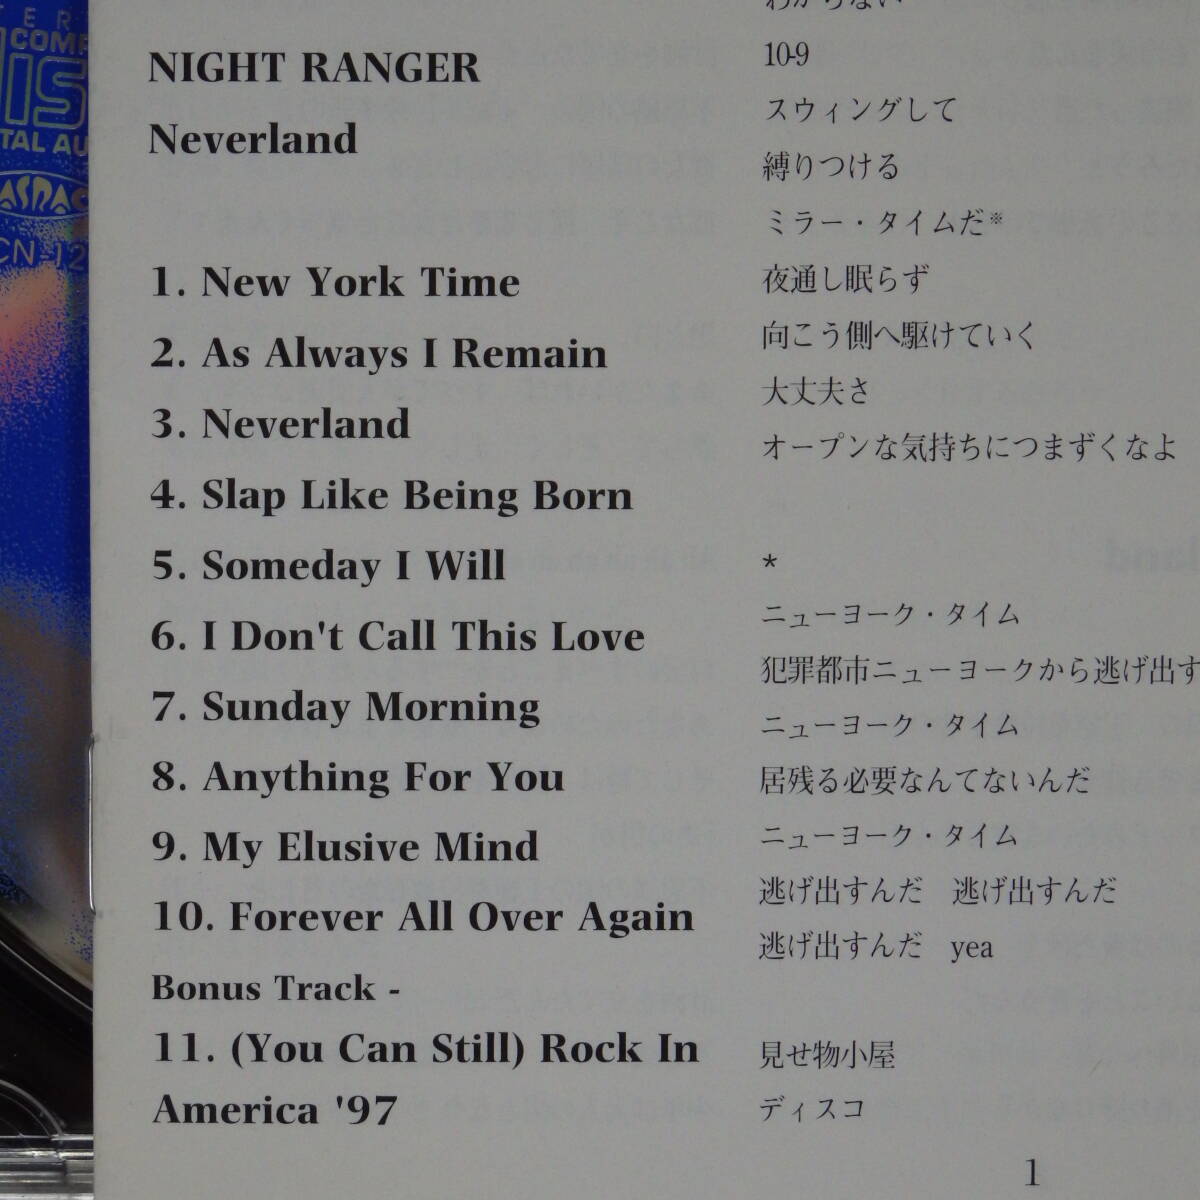 NIGHT RANGER
Neverland
1. New York Time
2. As Always I Remain
3. Neverland
4. Slap Like Being Born
5. Someday I Will
6. I Don't Call This Love
7. Sunday Morning
8. Anything For You
9. My Elusive Mind
10. Forever All Over Again
Bonus Track -
11. (You Can Still) Rock In
America '97
わからない
10-9
スウィングして
縛りつける
ミラー・タイムだ※
夜通し眠らず
向こう側へ駆けていく
大丈夫さ
オープンな気持ちにつまずくなよ
*
ニューヨーク・タイム
犯罪都市ニューヨークから逃げ出す
ニューヨーク・タイム
居残る必要なんてないんだ
ニューヨーク・タイム
逃げ出すんだ 逃げ出すんだ
逃げ出すんだ yea
見せ物小屋
ディスコ
1